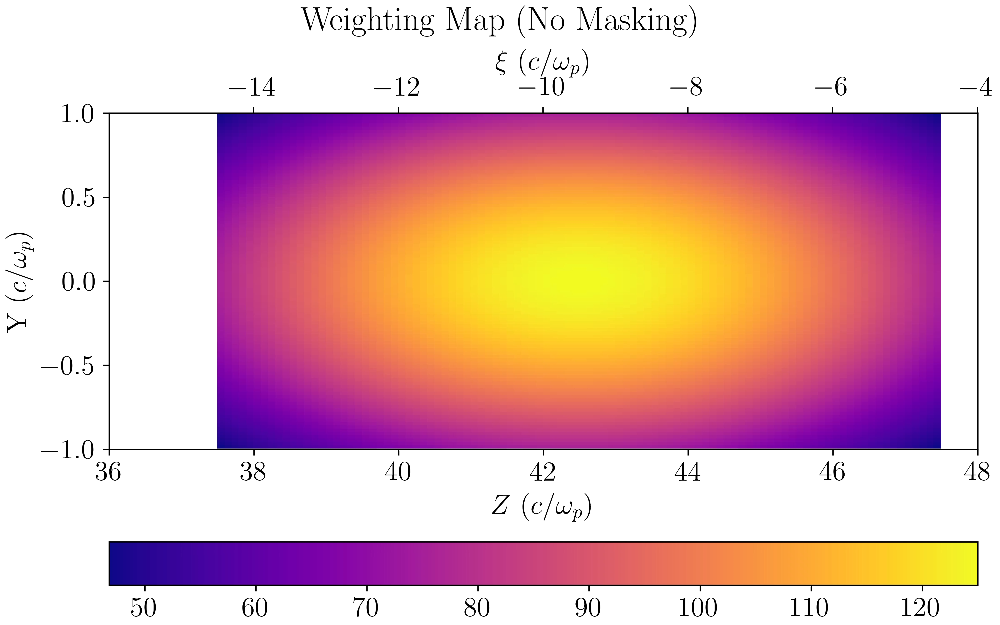 Weighting Map (No Masking)
ξ (c/ωp)
−14 −12 −10 −8 −6 −4
1.0
0.5
0.0
−0.5
−1.0
Y (c/ωp)
36 38 40 42 44 46 48
Z (c/ωp)
50 60 70 80 90 100 110 120